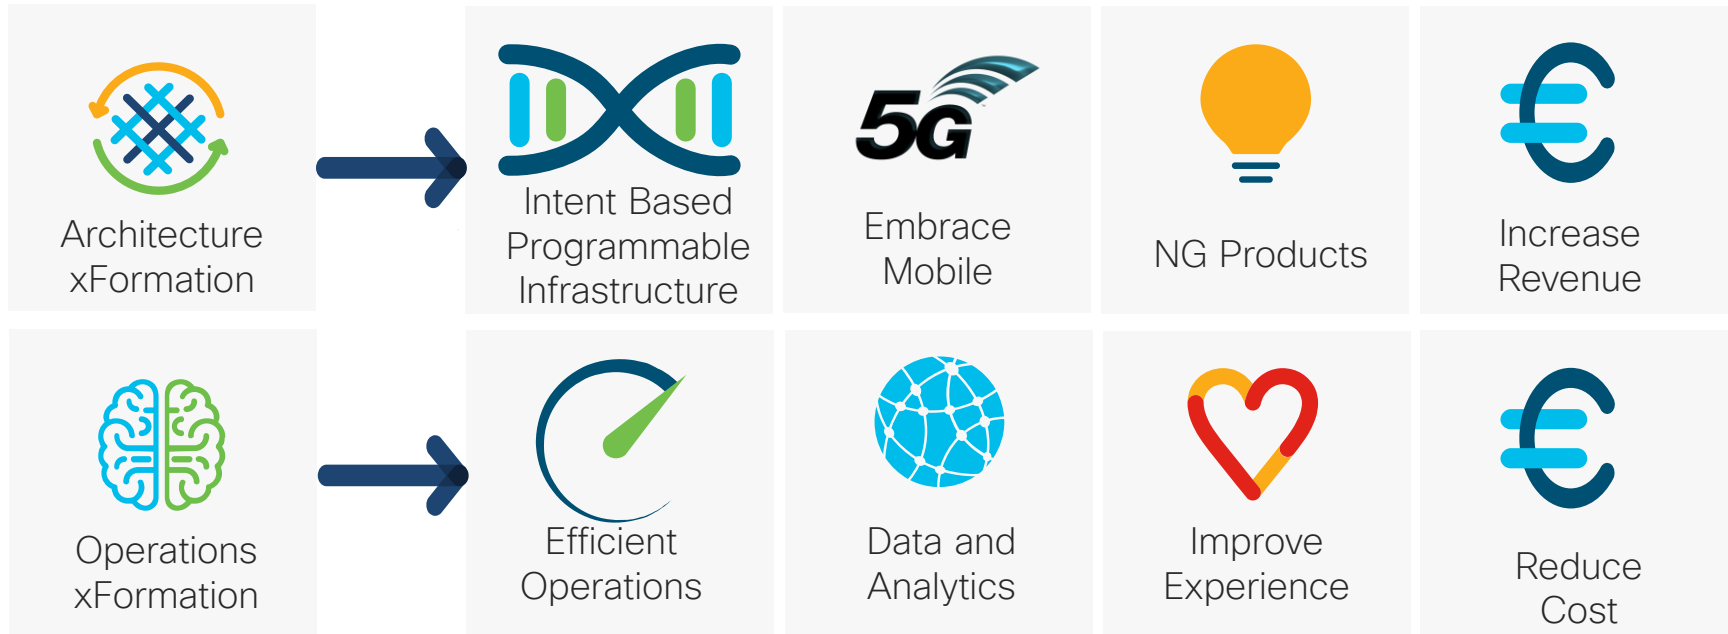 Architecture
xFormation
Intent Based
Programmable
Infrastructure
5G
Embrace
Mobile
NG Products
Increase
Revenue
Operations
xFormation
Efficient
Operations
Data and
Analytics
Improve
Experience
Reduce
Cost